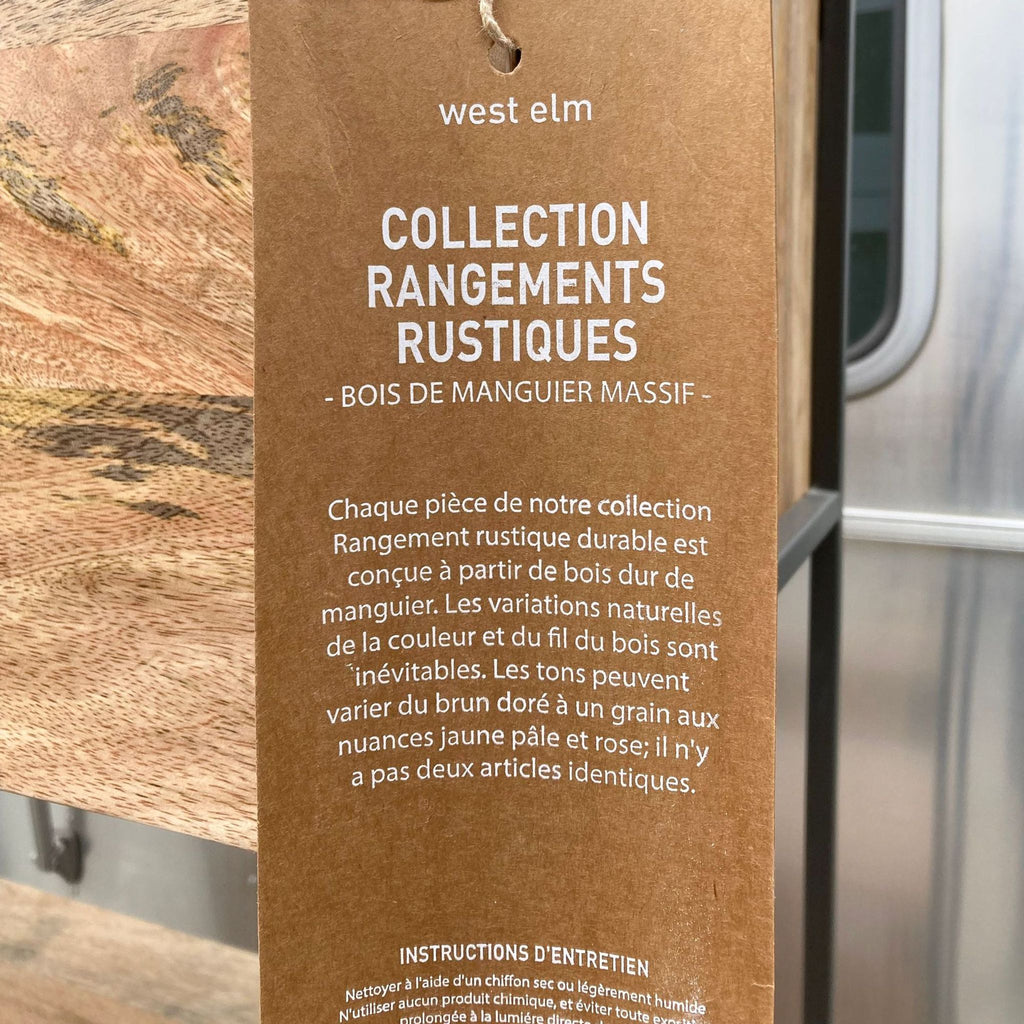 west elm
COLLECTION
RANGEMENTS
RUSTIQUES
- BOIS DE MANGUIER MASSIF -
Chaque pièce de notre collection
Rangement rustique durable est
conçue à partir de bois dur de
manguier. Les variations naturelles
de la couleur et du fil du bois sont
inévitables. Les tons peuvent
varier du brun doré à un grain aux
nuances jaune pâle et rose; il n'y
a pas deux articles identiques.
INSTRUCTIONS D'ENTRETIEN
Nettoyer à l'aide d'un chiffon sec ou légèrement humide
N'utiliser aucun produit chimique, et éviter toute
prolongée à la lumiére directe